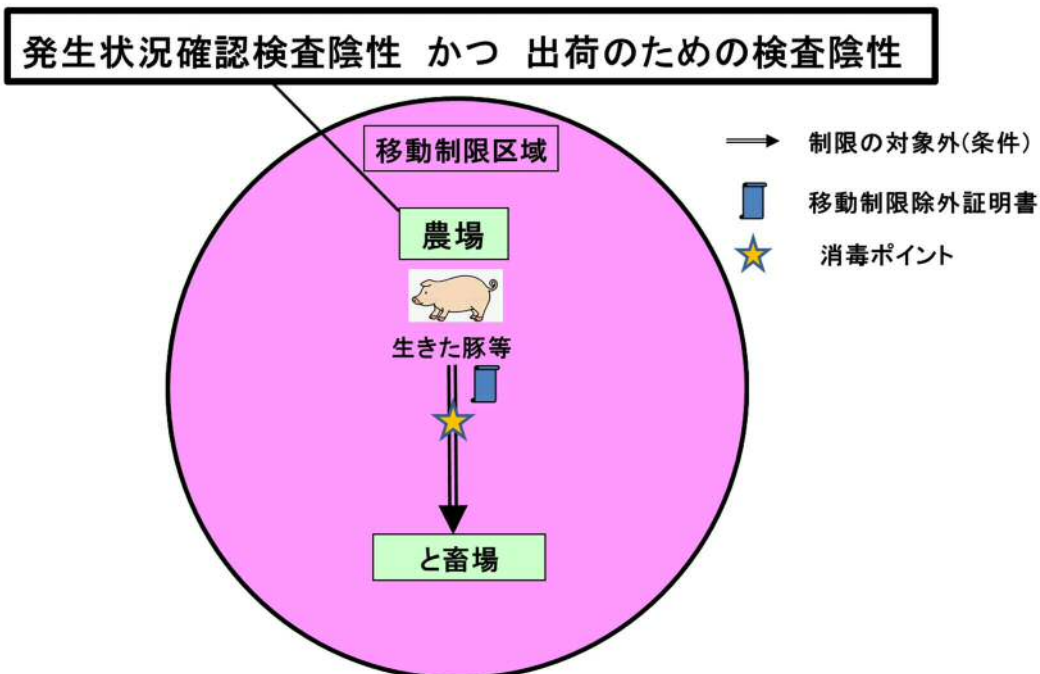 発生状況確認検査陰性 かつ 出荷のための検査陰性
移動制限区域
農場
生きた豚等
と畜場
制限の対象外(条件)
移動制限除外証明書
消毒ポイント